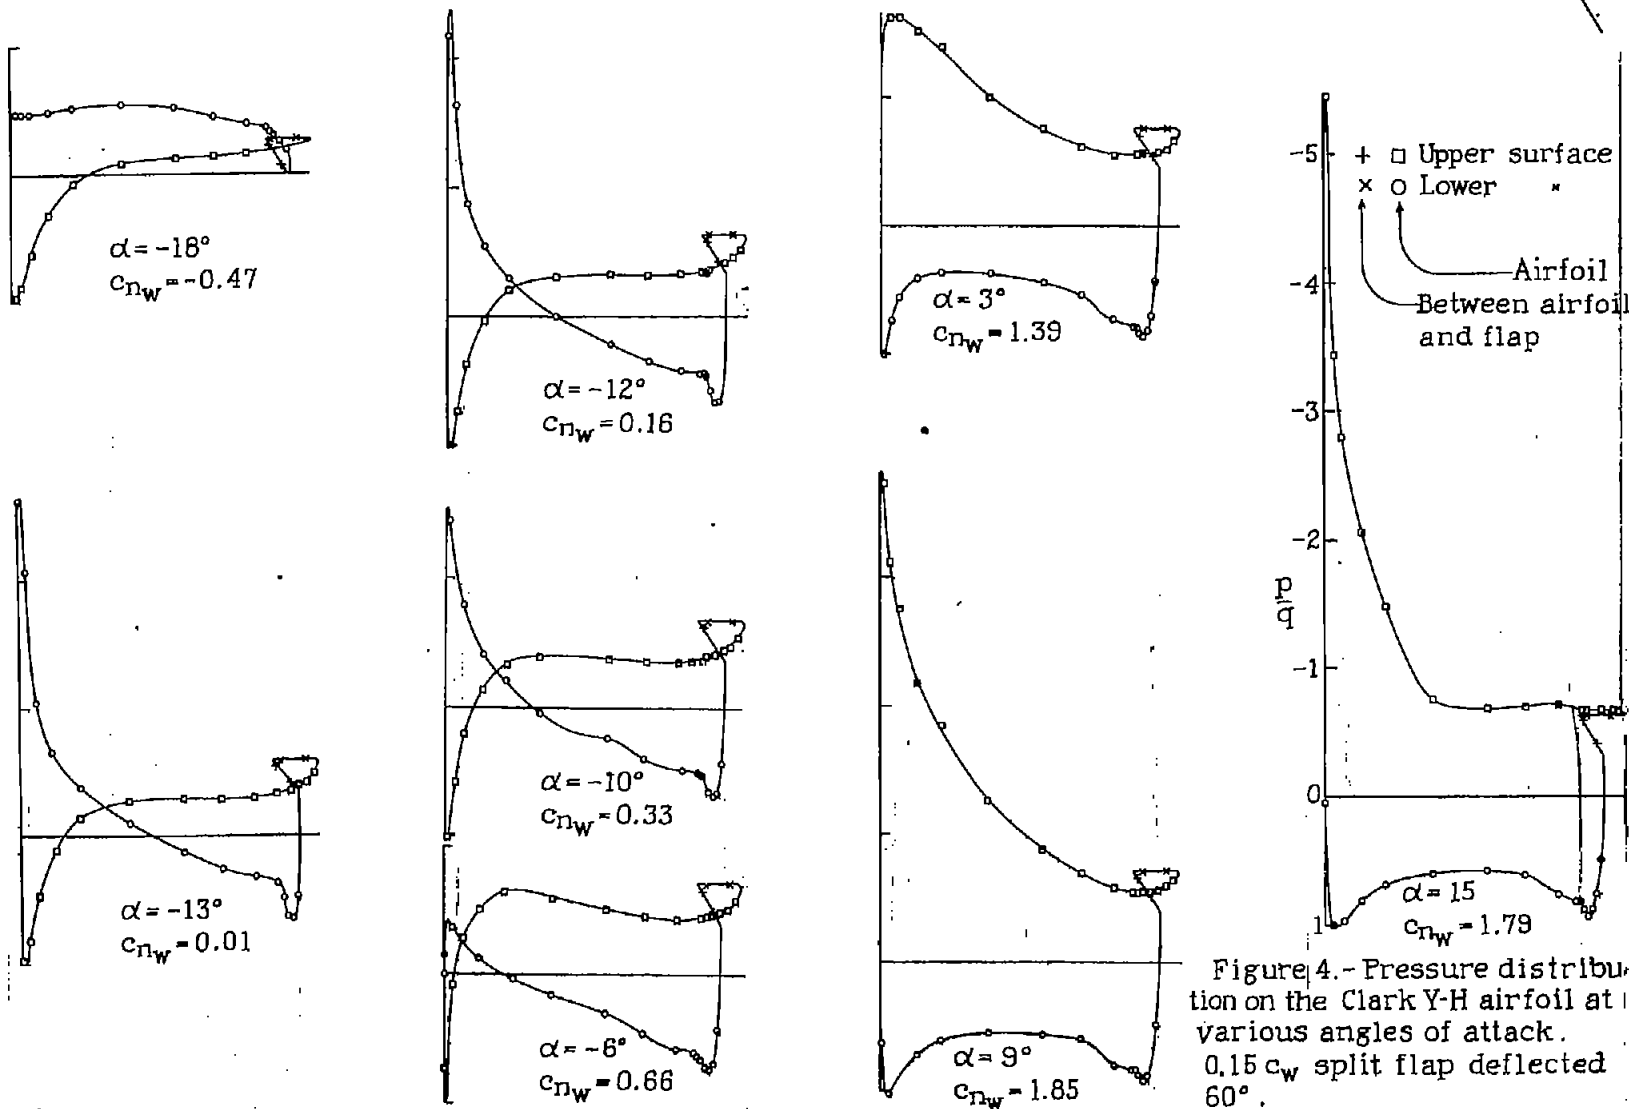 α = -18°
cnw = -0.47
α = -12°
cnw = 0.16
α = 3°
cnw = 1.39
-5
-4
-3
-2
-1
0
1
p/q
+ □ Upper surface
× ○ Lower "
Airfoil
Between airfoil
and flap
α = -13°
cnw = 0.01
α = -10°
cnw = 0.33
α = -6°
cnw = 0.66
α = 9°
cnw = 1.85
α = 15
cnw = 1.79
Figure 4.- Pressure distribu-
tion on the Clark Y-H airfoil at
various angles of attack.
0.15 cw split flap deflected
60°.